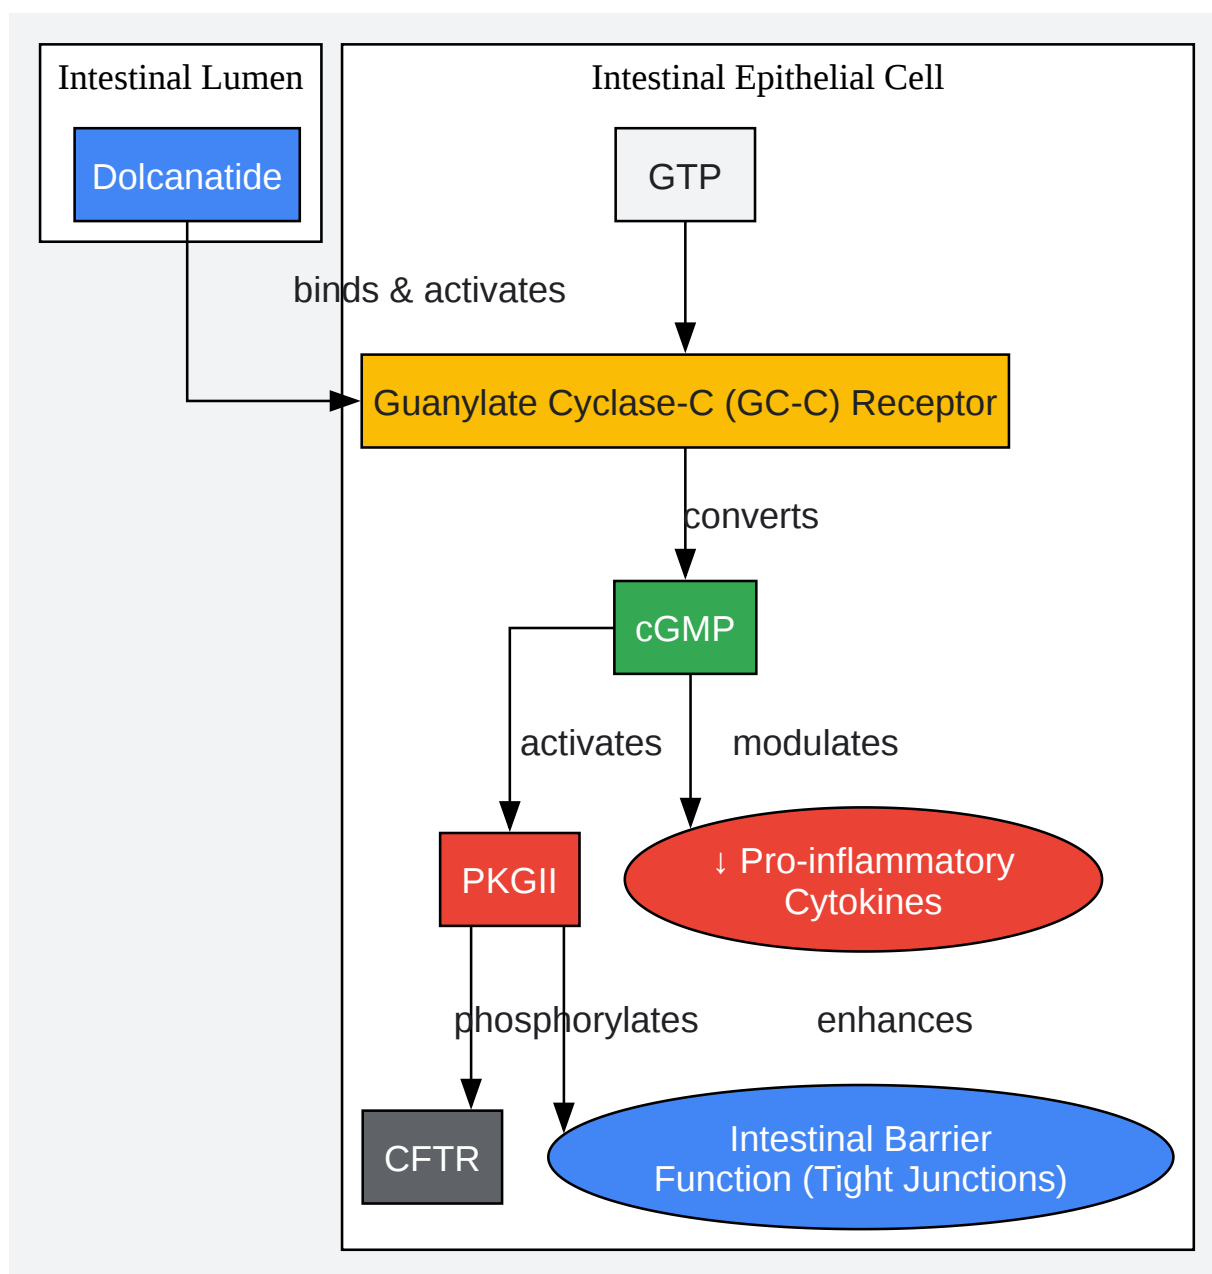 Intestinal Lumen
Intestinal Epithelial Cell
Dolcanatide
GTP
binds & activates
Guanylate Cyclase-C (GC-C) Receptor
converts
cGMP
activates
modulates
PKGII
↓ Pro-inflammatory
Cytokines
phosphorylates
enhances
CFTR
Intestinal Barrier
Function (Tight Junctions)